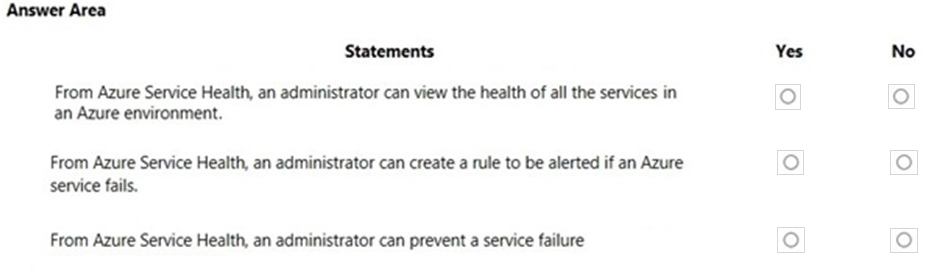 Answer Area
Statements Yes No
From Azure Service Health, an administrator can view the health of all the services in
an Azure environment.
From Azure Service Health, an administrator can create a rule to be alerted if an Azure
service fails.
From Azure Service Health, an administrator can prevent a service failure